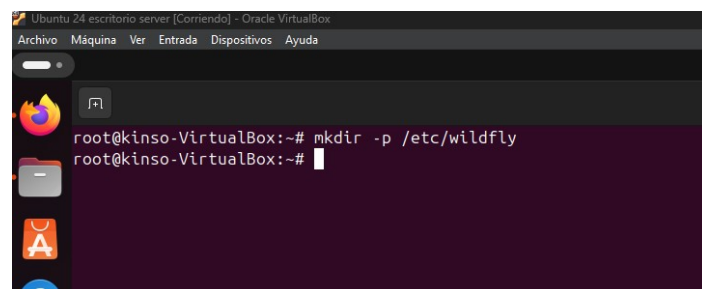 Ubuntu 24 escritorio server [Corriendo] - Oracle VirtualBox
Archivo Máquina Ver Entrada Dispositivos Ayuda
root@kinso-VirtualBox:~# mkdir -p /etc/wildfly
root@kinso-VirtualBox:~#